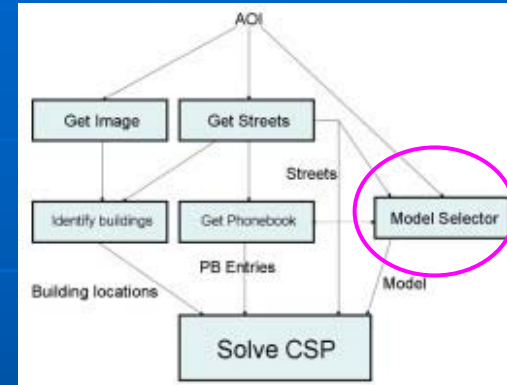 AOI
Get Image
Get Streets
Streets
Identify buildings
Get Phonebook
Model Selector
PB Entries
Building locations
Model
Solve CSP